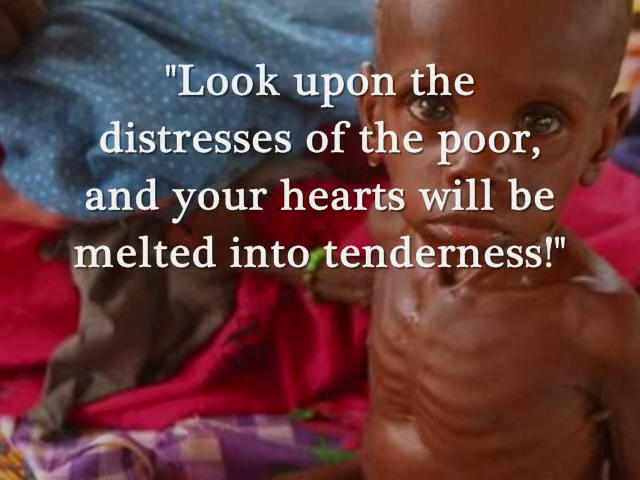 "Look upon the
distresses of the poor,
and your hearts will be
melted into tenderness!"